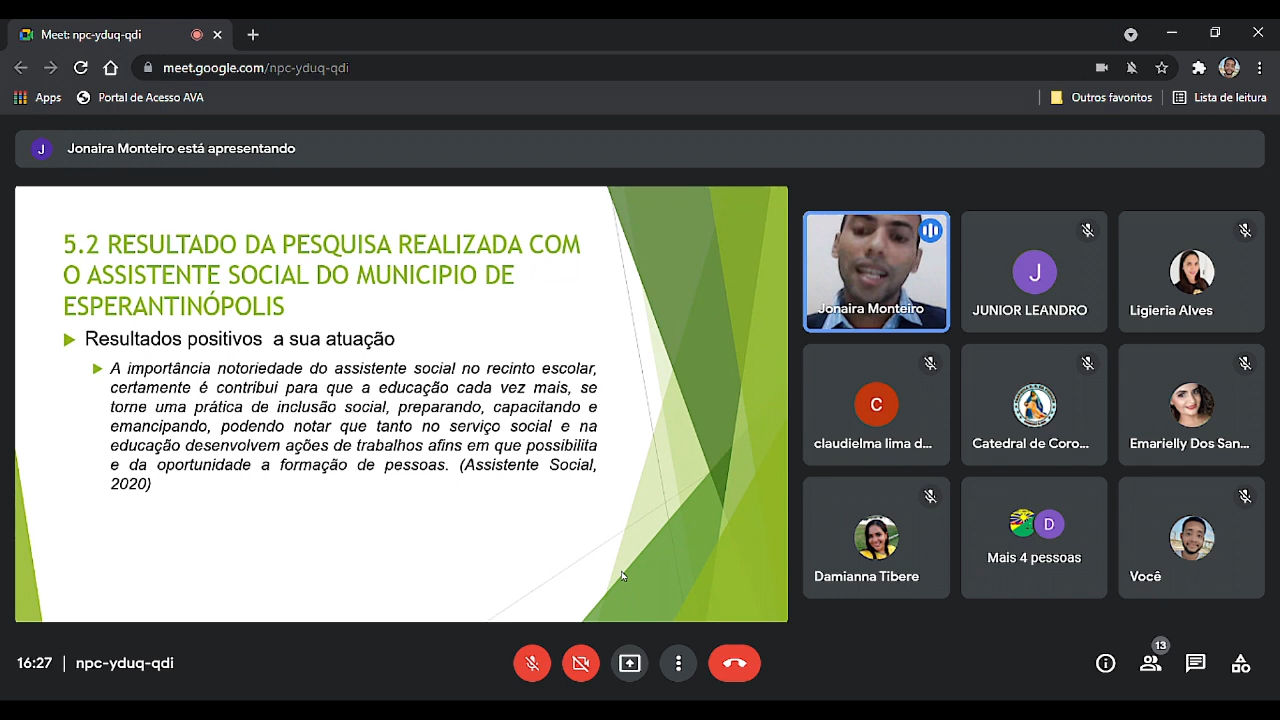 Meet: npc-yduq-qdi
meet.google.com/npc-yduq-qdi
Apps
Portal de Acesso AVA
Outros favoritos
Lista de leitura
J
Jonaira Monteiro está apresentando
5.2 RESULTADO DA PESQUISA REALIZADA COM
O ASSISTENTE SOCIAL DO MUNICIPIO DE
ESPERANTINÓPOLIS
Resultados positivos a sua atuação
A importância notoriedade do assistente social no recinto escolar,
certamente é contribui para que a educação cada vez mais, se
torne uma prática de inclusão social, preparando, capacitando e
emancipando, podendo notar que tanto no serviço social e na
educação desenvolvem ações de trabalhos afins em que possibilita
e da oportunidade a formação de pessoas. (Assistente Social,
2020)
Jonaira Monteiro
J
JUNIOR LEANDRO
Ligieria Alves
C
claudielma lima d...
Catedral de Coro...
Emarielly Dos San...
Damianna Tibere
D
Mais 4 pessoas
Você
16:27 | npc-yduq-qdi
13